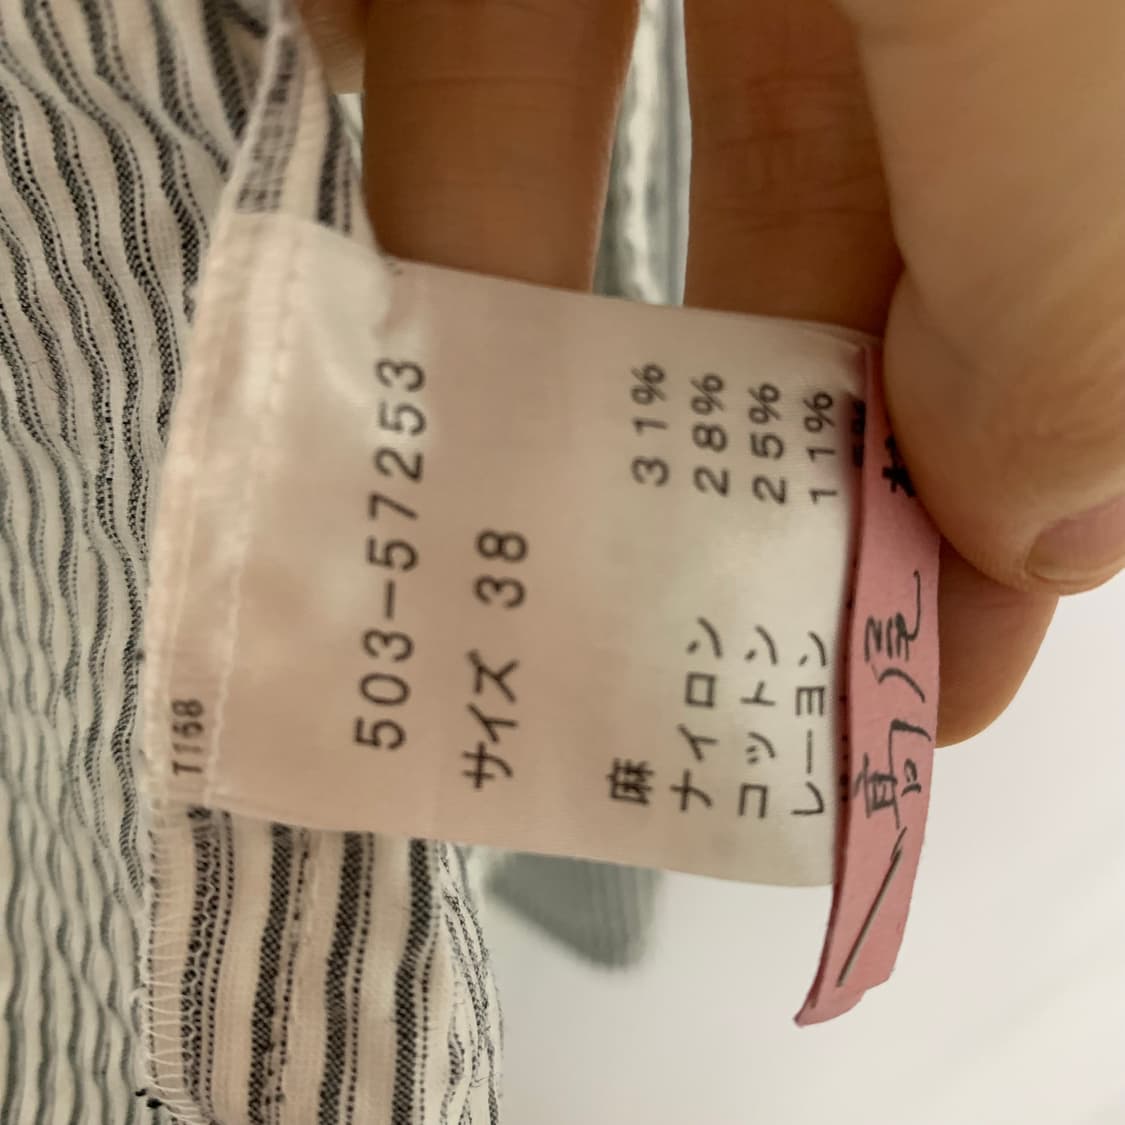 T168
503-57253
サイズ 38
麻 31%
ナイロン 28%
コットン 25%
レーヨン 11%